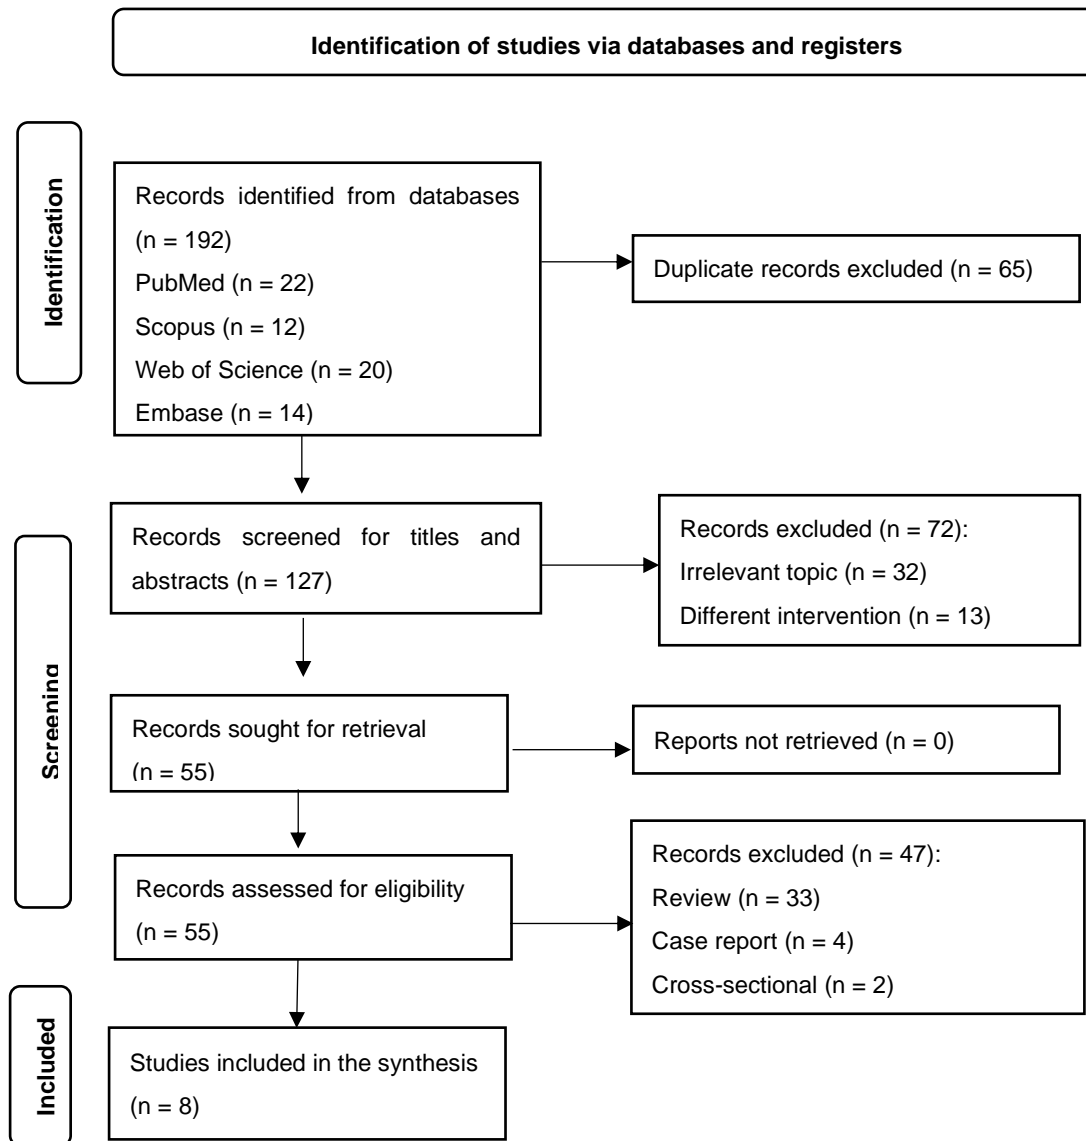 Identification of studies via databases and registers
Identification
Records identified from databases
(n = 192)
PubMed (n = 22)
Scopus (n = 12)
Web of Science (n = 20)
Embase (n = 14)
Duplicate records excluded (n = 65)
Screening
Records screened for titles and
abstracts (n = 127)
Records excluded (n = 72):
Irrelevant topic (n = 32)
Different intervention (n = 13)
Records sought for retrieval
(n = 55)
Reports not retrieved (n = 0)
Records assessed for eligibility
(n = 55)
Records excluded (n = 47):
Review (n = 33)
Case report (n = 4)
Cross-sectional (n = 2)
Included
Studies included in the synthesis
(n = 8)